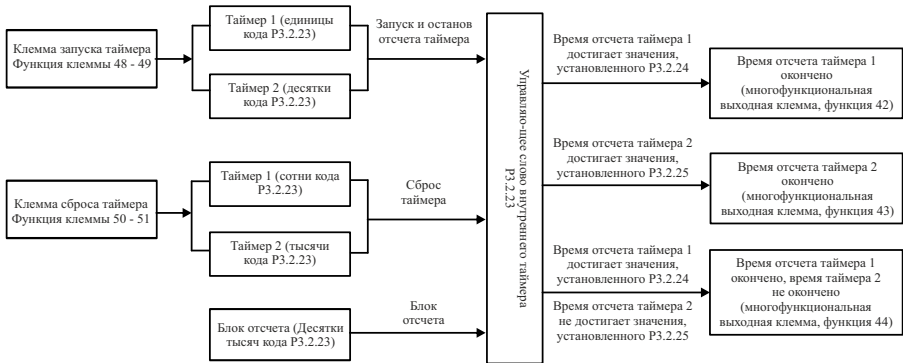 Клемма запуска таймера
Функция клеммы 48 - 49
Таймер 1 (единицы
кода P3.2.23)
Таймер 2 (десятки
кода P3.2.23)
Запуск и останов
отсчета таймера
Клемма сброса таймера
Функция клеммы 50 - 51
Таймер 1 (сотни кода
P3.2.23)
Таймер 2 (тысячи
кода P3.2.23)
Сброс
таймера
Блок отсчета (Десятки
тысяч кода P3.2.23)
Блок
отсчета
Управляю-щее слово внутреннего таймера
P3.2.23
Время отсчета таймера 1
достигает значения,
установленного P3.2.24
Время отсчета таймера 1
окончено
(многофункциональная
выходная клемма, функция 42)
Время отсчета таймера 2
достигает значения,
установленного P3.2.25
Время отсчета таймера 2
окончено
(многофункциональная
выходная клемма, функция 43)
Время отсчета таймера 1
достигает значения,
установленного P3.2.24
Время отсчета таймера 2
не достигает значения,
установленного P3.2.25
Время отсчета таймера 1
окончено, время таймера 2
не окончено
(многофункциональная
выходная клемма, функция 44)